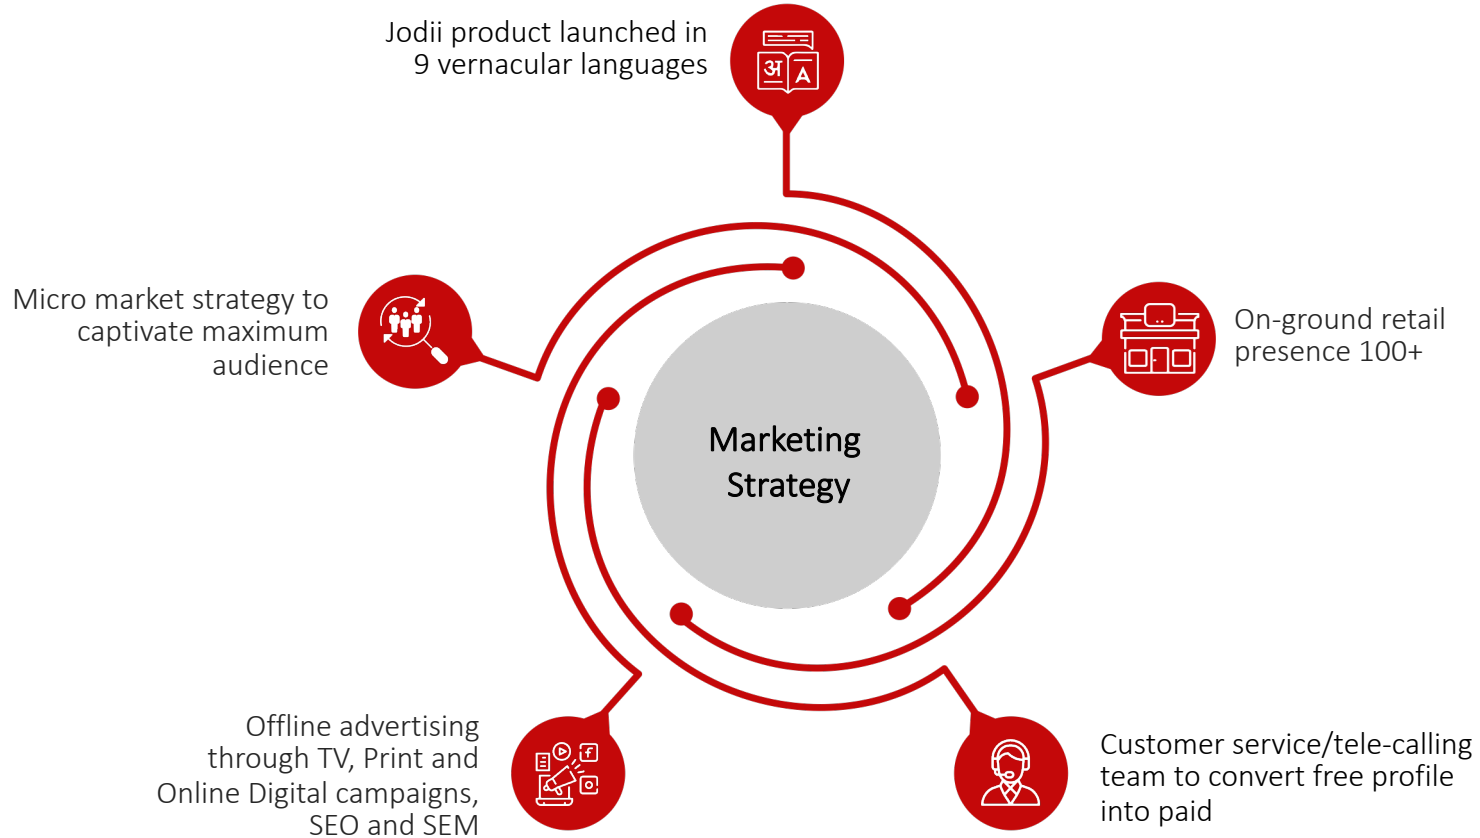 Jodii product launched in
9 vernacular languages
अ A
Micro market strategy to
captivate maximum
audience
On-ground retail
presence 100+
Marketing
Strategy
Offline advertising
through TV, Print and
Online Digital campaigns,
SEO and SEM
f
Customer service/tele-calling
team to convert free profile
into paid